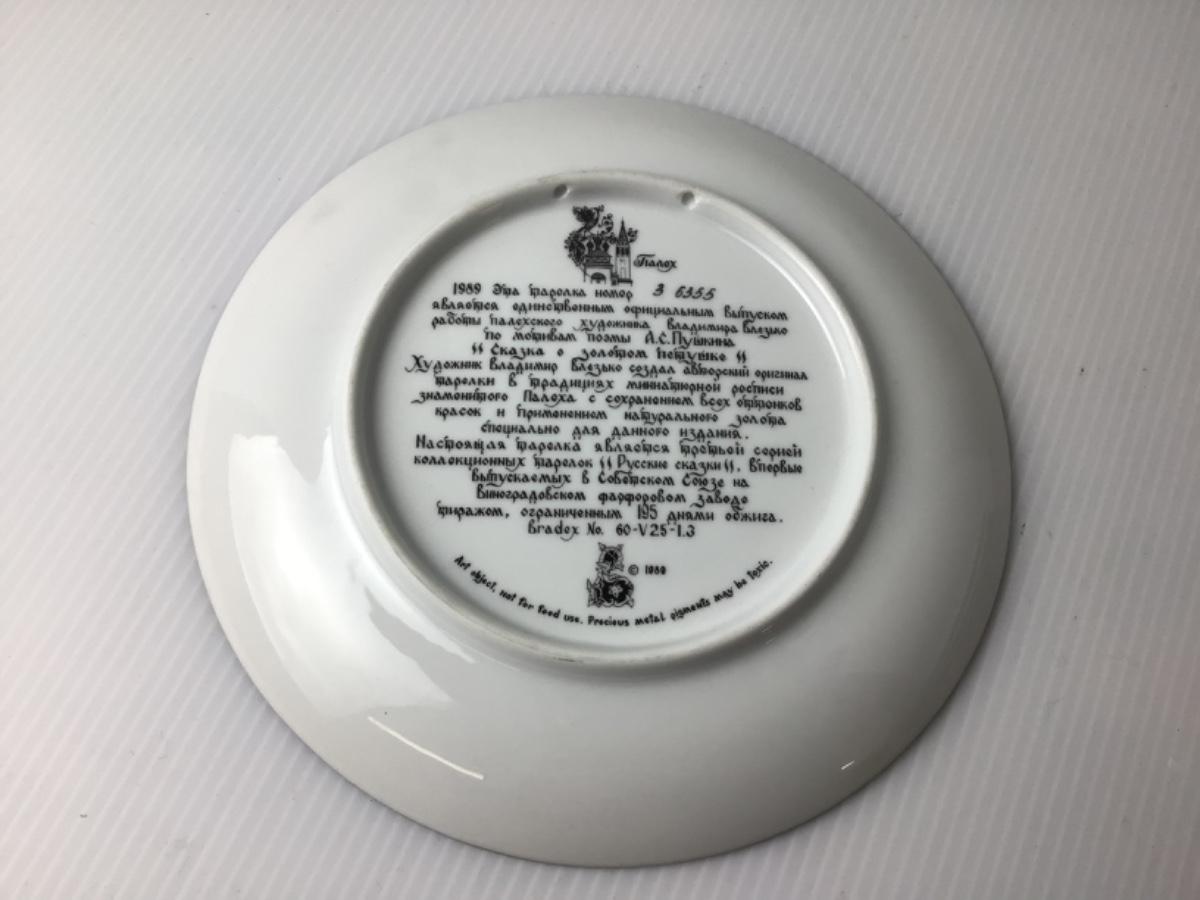 Палех
1989 Эта тарелка номер 3 6355
является единственным официальным выпуском
работы палехского художника Владимира Влезько
по мотивам поэмы А.С.Пушкина
"Сказка о золотом петушке"
Художник Владимир Влезько создал авторский оригинал
тарелки в традициях миниатюрной росписи
знаменитого Палеха с сохранением всех оттенков
красок и применением натурального золота
специально для данного издания.
Настоящая тарелка является третьей серией
коллекционных тарелок "Русские сказки". Впервые
выпускаемых в Советском Союзе на
Виноградовском фарфоровом заводе
тиражом, ограниченным 195 днями обжига.
Bradex No. 60-V25-1.3
© 1989
Art object, not for food use. Precious metal pigments may be toxic.